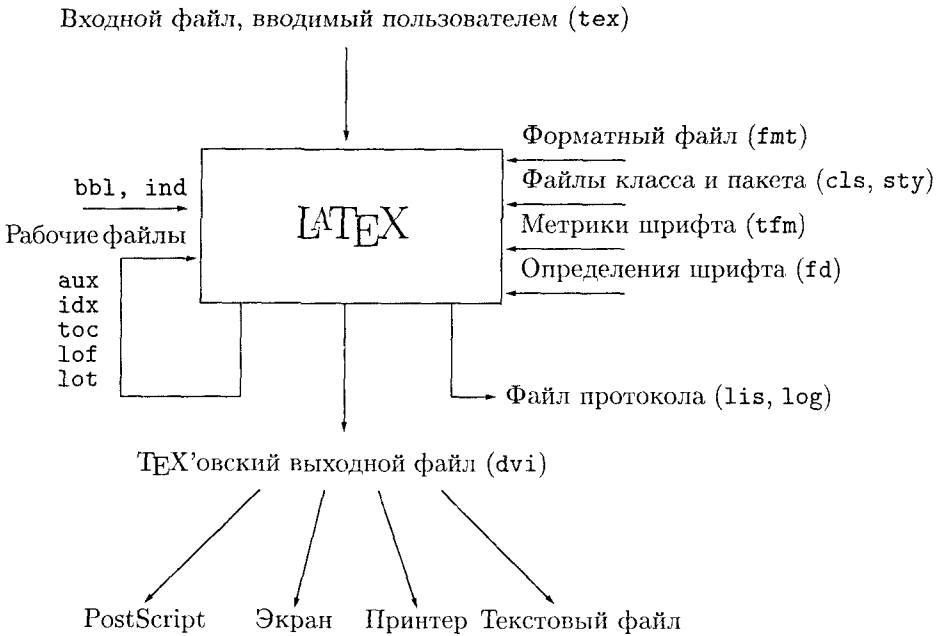 Входной файл, вводимый пользователем (tex)
Форматный файл (fmt)
Файлы класса и пакета (cls, sty)
bbl, ind
LATEX
Метрики шрифта (tfm)
Рабочие файлы
Определения шрифта (fd)
aux
idx
toc
lof
lot
Файл протокола (lis, log)
TEX'овский выходной файл (dvi)
PostScript Экран Принтер Текстовый файл